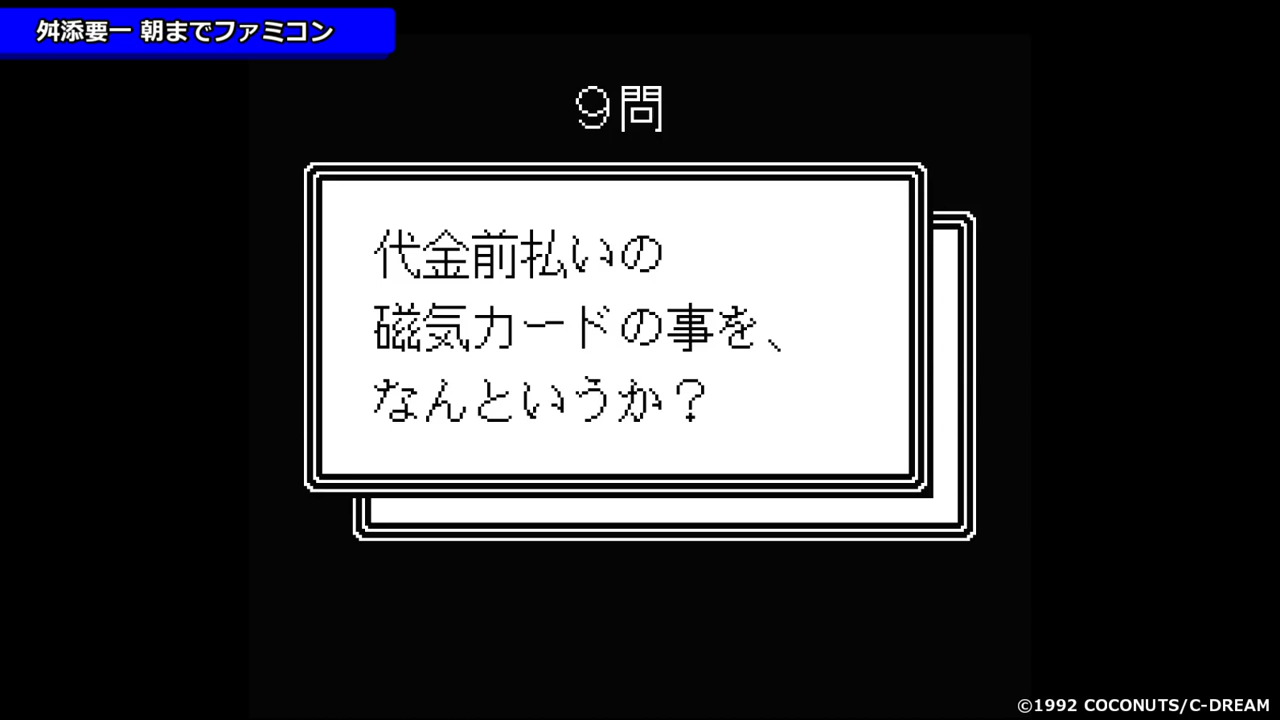 舛添要一 朝までファミコン
9問
代金前払いの
磁気カードの事を、
なんというか？
©1992 COCONUTS/C-DREAM